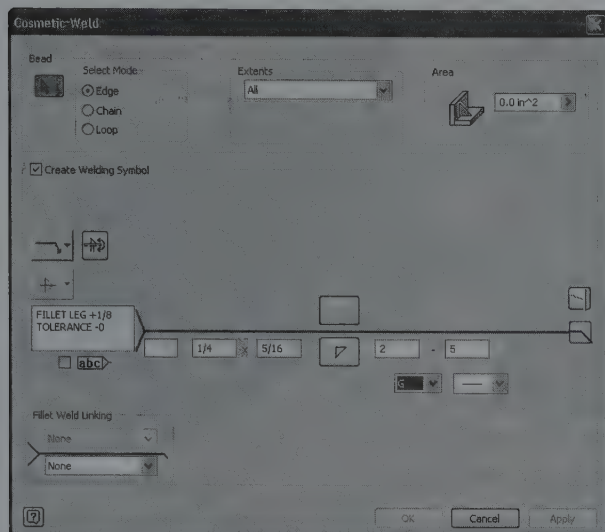 Cosmetic Weld
Bead
Select Mode
Edge
Chain
Loop
Extents
All
Area
0.0 in^2
Create Welding Symbol
FILLET LEG +1/8
TOLERANCE -0
1/4 x 5/16 2 - 5
abc
G
Fillet Weld Linking
None
None
OK Cancel Apply